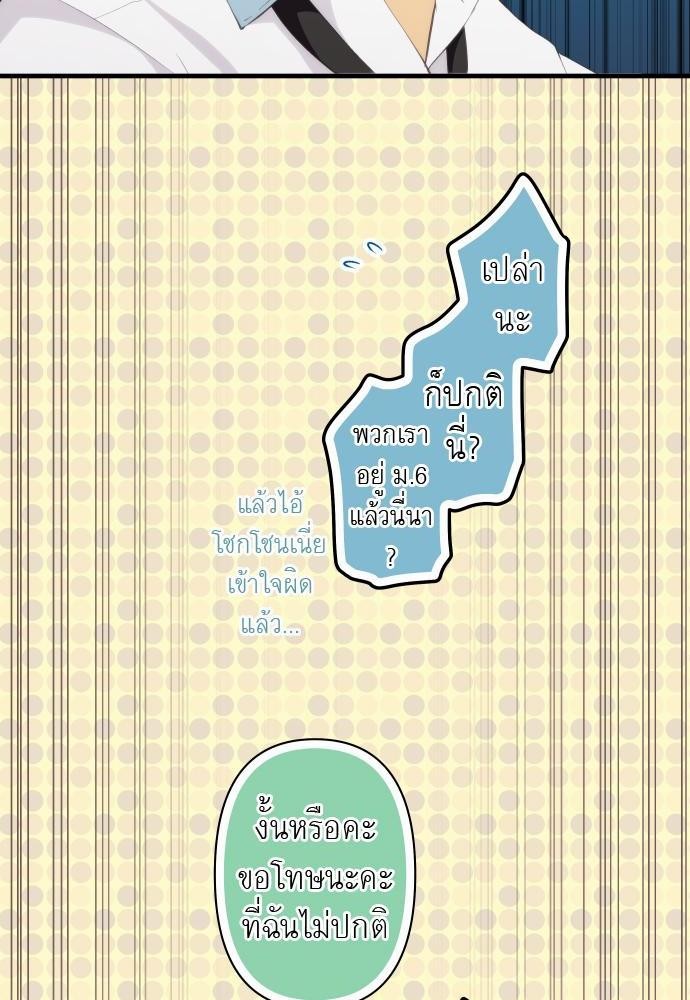 เปล่า
นะ
ก็ปกติ
นี่?
พวกเรา
อยู่ ม.6
แล้วนี่นา
?
แล้วไอ้
โชกโชนเนี่ย
เข้าใจผิด
แล้ว...
งั้นหรือคะ
ขอโทษนะคะ
ที่ฉันไม่ปกติ